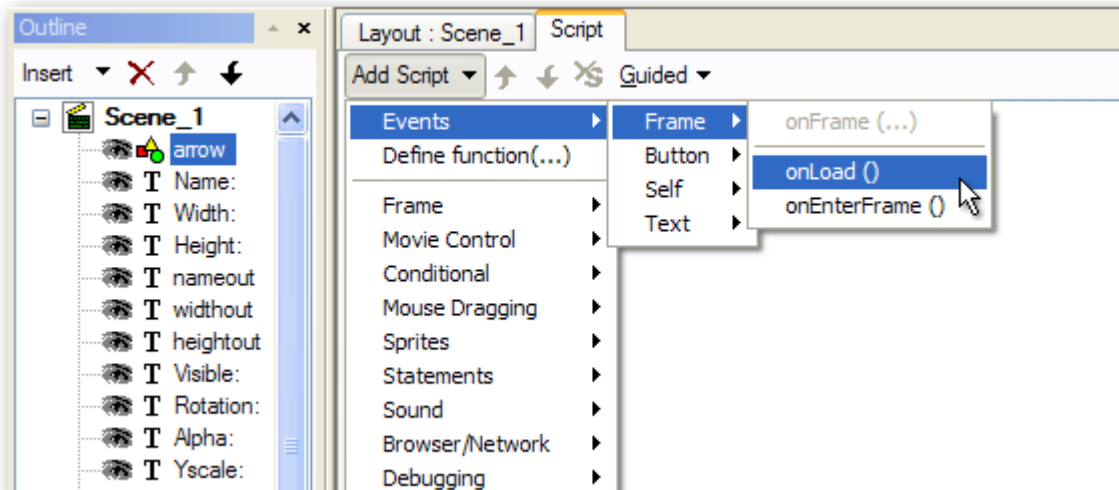 Outline
Insert
Scene_1
arrow
Name:
Width:
Height:
nameout
widthout
heightout
Visible:
Rotation:
Alpha:
Yscale:
Layout : Scene_1
Script
Add Script
Guided
Events
Define function(...)
Frame
Movie Control
Conditional
Mouse Dragging
Sprites
Statements
Sound
Browser/Network
Debugging
Frame
Button
Self
Text
onFrame (...)
onLoad ()
onEnterFrame ()